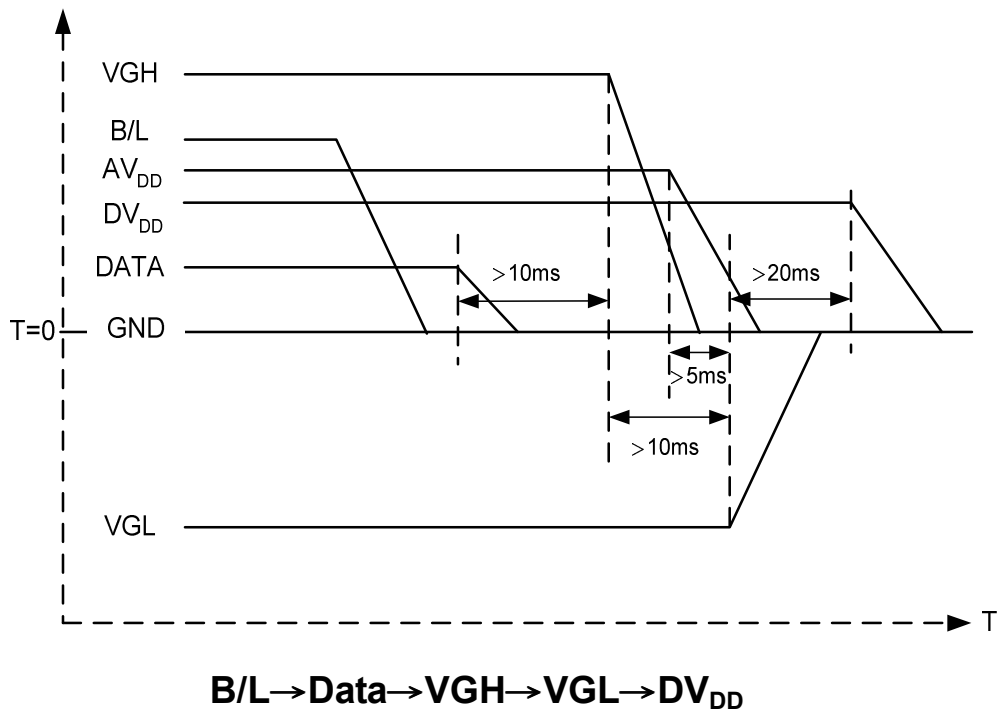 VGH
B/L
AVDD
DVDD
DATA
>10ms
>20ms
T=0
GND
>5ms
>10ms
VGL
T
B/L→Data→VGH→VGL→DVDD